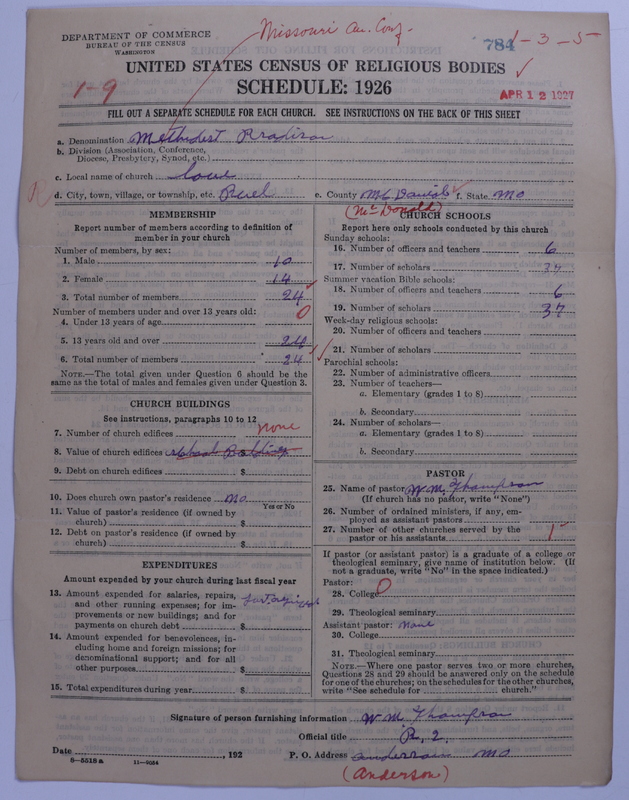 Missouri An. Conf.
784 1-3-5
DEPARTMENT OF COMMERCE
BUREAU OF THE CENSUS
WASHINGTON
UNITED STATES CENSUS OF RELIGIOUS BODIES
SCHEDULE: 1926
1-9
APR 12 1927
FILL OUT A SEPARATE SCHEDULE FOR EACH CHURCH. SEE INSTRUCTIONS ON THE BACK OF THIS SHEET
a. Denomination Methodist
b. Division (Association, Conference,
Diocese, Presbytery, Synod, etc.)
c. Local name of church
d. City, town, village, or township, etc.
e. County f. State Mo
(McDonald)
MEMBERSHIP
Report number of members according to definition of
member in your church
Number of members, by sex:
1. Male 10
2. Female 14
3. Total number of members 24
Number of members under and over 13 years old:
4. Under 13 years of age 0
5. 13 years old and over 24
6. Total number of members 24
NOTE.—The total given under Question 6 should be
same as the total of males and females given under Question 3.
CHURCH BUILDINGS
See instructions, paragraphs 10 to 12
7. Number of church edifices none
8. Value of church edifices School Building $
9. Debt on church edifices $
10. Does church own pastor's residence No
Yes or No
11. Value of pastor's residence (if owned by
church) $
12. Debt on pastor's residence (if owned by
church) $
EXPENDITURES
Amount expended by your church during last fiscal year
13. Amount expended for salaries, repairs,
and other running expenses; for im-
provements or new buildings; and for
payments on church debt $
14. Amount expended for benevolences, in-
cluding home and foreign missions; for
denominational support; and for all
other purposes $
15. Total expenditures during year $
CHURCH SCHOOLS
Report here only schools conducted by this church
Sunday schools:
16. Number of officers and teachers 6
17. Number of scholars 37
Summer vacation Bible schools:
18. Number of officers and teachers 6
19. Number of scholars 37
Week-day religious schools:
20. Number of officers and teachers
21. Number of scholars
Parochial schools:
22. Number of administrative officers
23. Number of teachers—
a. Elementary (grades 1 to 8)
b. Secondary
24. Number of scholars—
a. Elementary (grades 1 to 8)
b. Secondary
PASTOR
25. Name of pastor W. M. Thompson
(If church has no pastor, write "None")
26. Number of ordained ministers, if any, em-
ployed as assistant pastors
27. Number of other churches served by the
pastor or his assistants 1
If pastor (or assistant pastor) is a graduate of a college or
theological seminary, give name of institution below. (If
not a graduate, write "No" in the space indicated.)
Pastor:
28. College 0
29. Theological seminary
Assistant pastor: None
30. College
31. Theological seminary
NOTE.—Where one pastor serves two or more churches,
Questions 28 and 29 should be answered only on the schedule
for one of the churches; on the schedules for the other churches,
write "See schedule for church."
Signature of person furnishing information W. M. Thompson
Official title R. 2.
Date , 192 P. O. Address Anderson Mo
8—5518 a 11—9054
(Anderson)